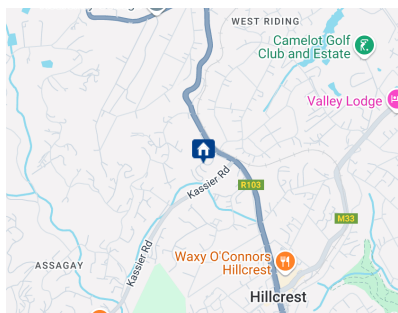 WEST RIDING
Camelot Golf
Club and Estate
Valley Lodge
Kassier Rd
R103
M33
Waxy O'Connors
Hillcrest
Kassier Rd
ASSAGAY
Hillcrest